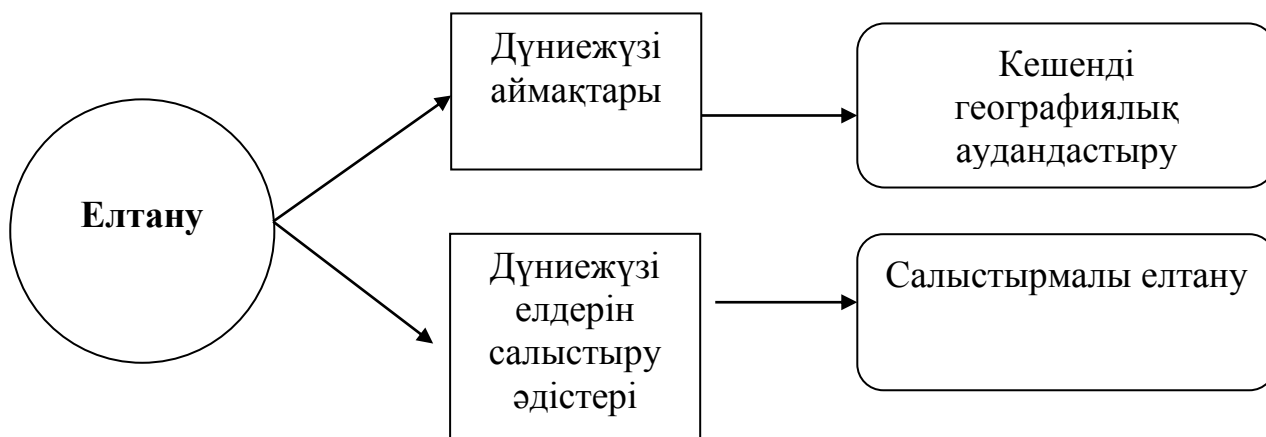 Елтану
Дүниежүзі
аймақтары
Кешенді
географиялық
аудандастыру
Дүниежүзі
елдерін
салыстыру
әдістері
Салыстырмалы елтану